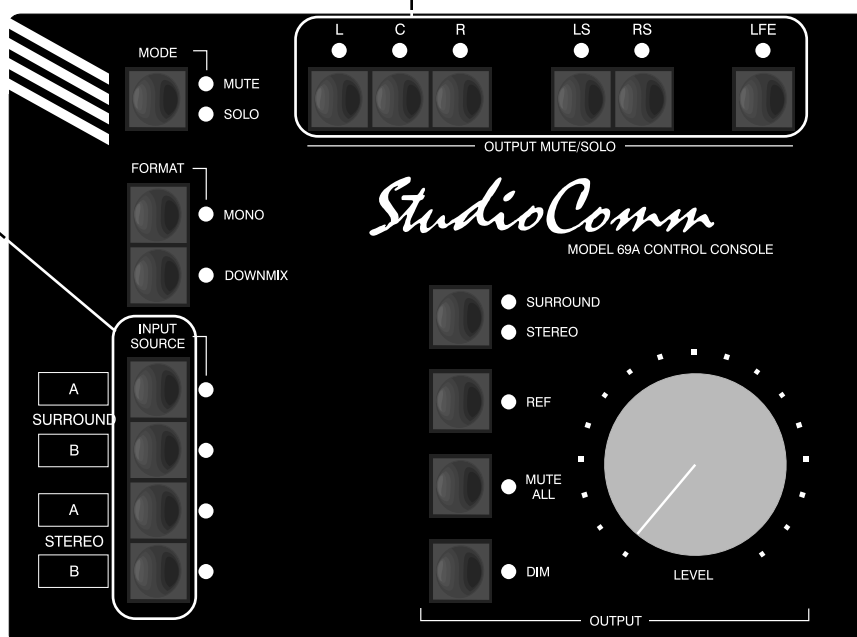 L C R LS RS LFE
MODE
MUTE
SOLO
OUTPUT MUTE/SOLO
FORMAT
MONO
DOWNMIX
StudioComm
MODEL 69A CONTROL CONSOLE
INPUT
SOURCE
A
SURROUND
B
A
STEREO
B
SURROUND
STEREO
REF
MUTE
ALL
DIM
LEVEL
OUTPUT